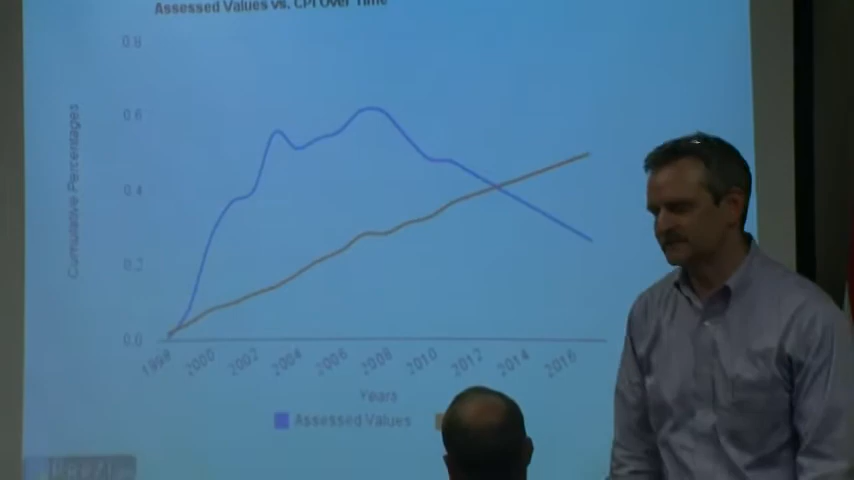 Assessed Values vs. CPI Over Time
0.8
0.6
0.4
0.2
0.0
Cumulative Percentages
1998 2000 2002 2004 2006 2008 2010 2012 2014 2016
Years
Assessed Values